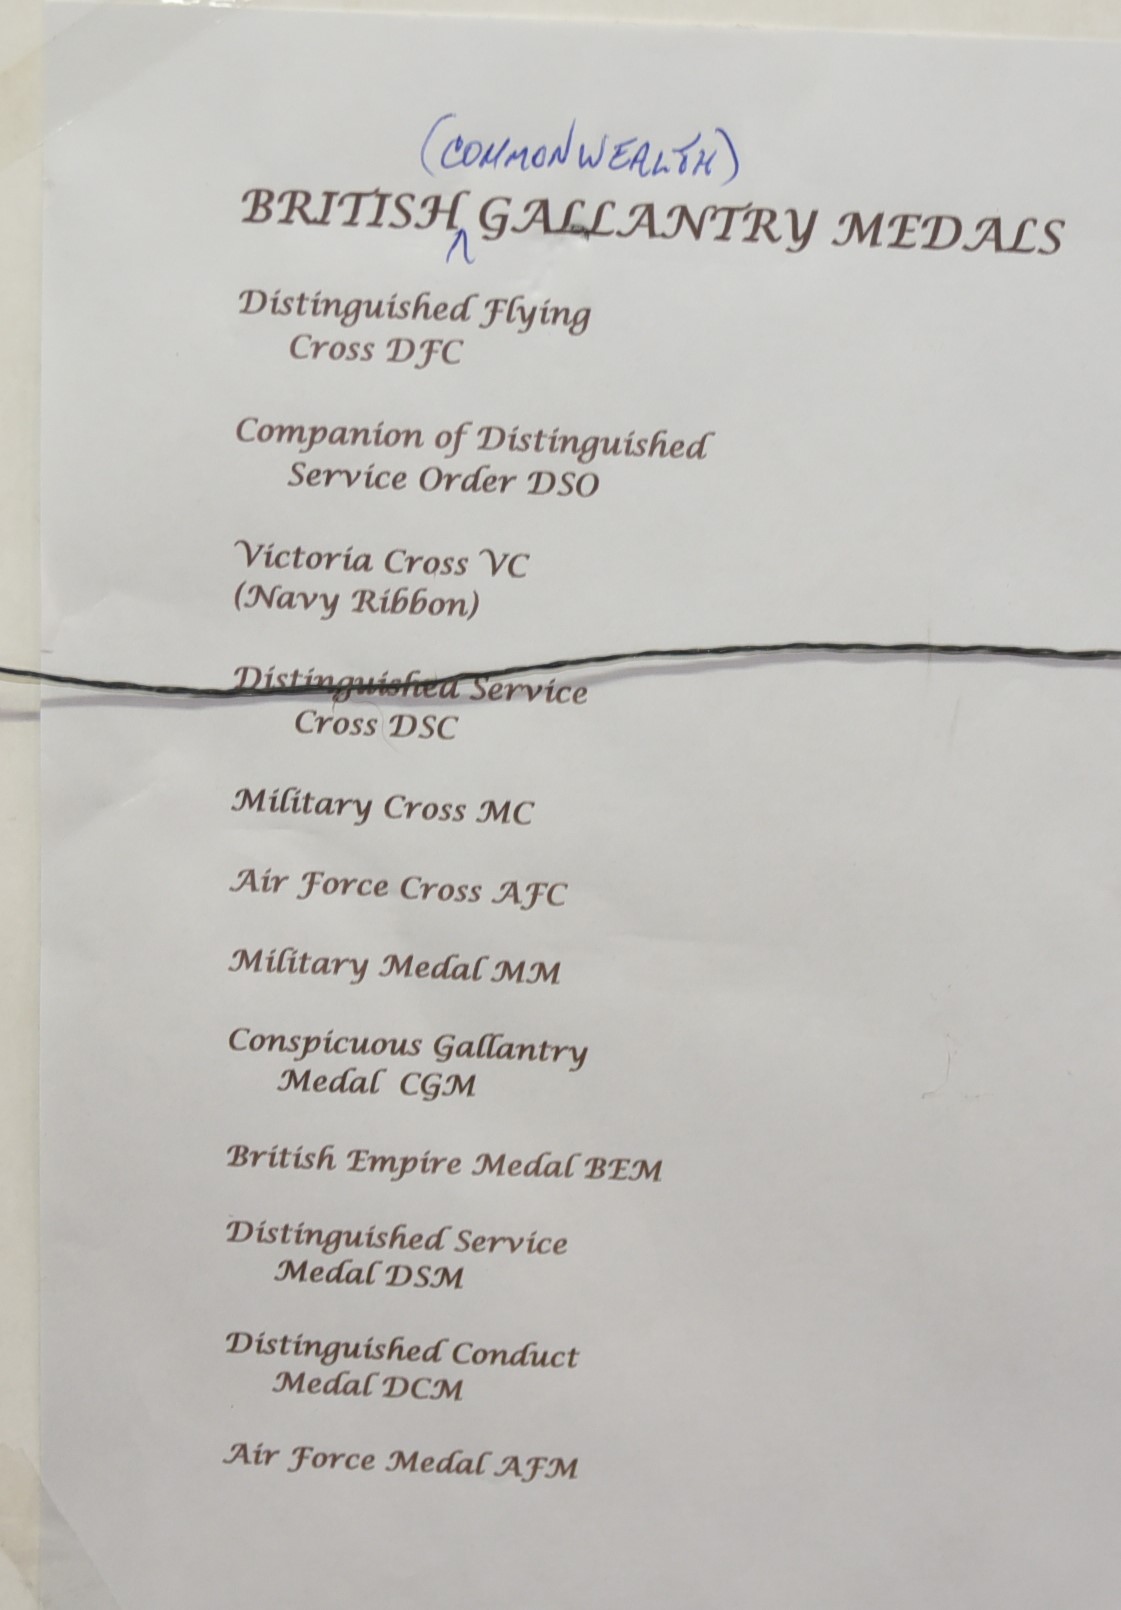 (COMMONWEALTH)
BRITISH ^ GALLANTRY MEDALS
Distinguished Flying
Cross DFC
Companion of Distinguished
Service Order DSO
Victoria Cross VC
(Navy Ribbon)
Distinguished Service
Cross DSC
Military Cross MC
Air Force Cross AFC
Military Medal MM
Conspicuous Gallantry
Medal CGM
British Empire Medal BEM
Distinguished Service
Medal DSM
Distinguished Conduct
Medal DCM
Air Force Medal AFM